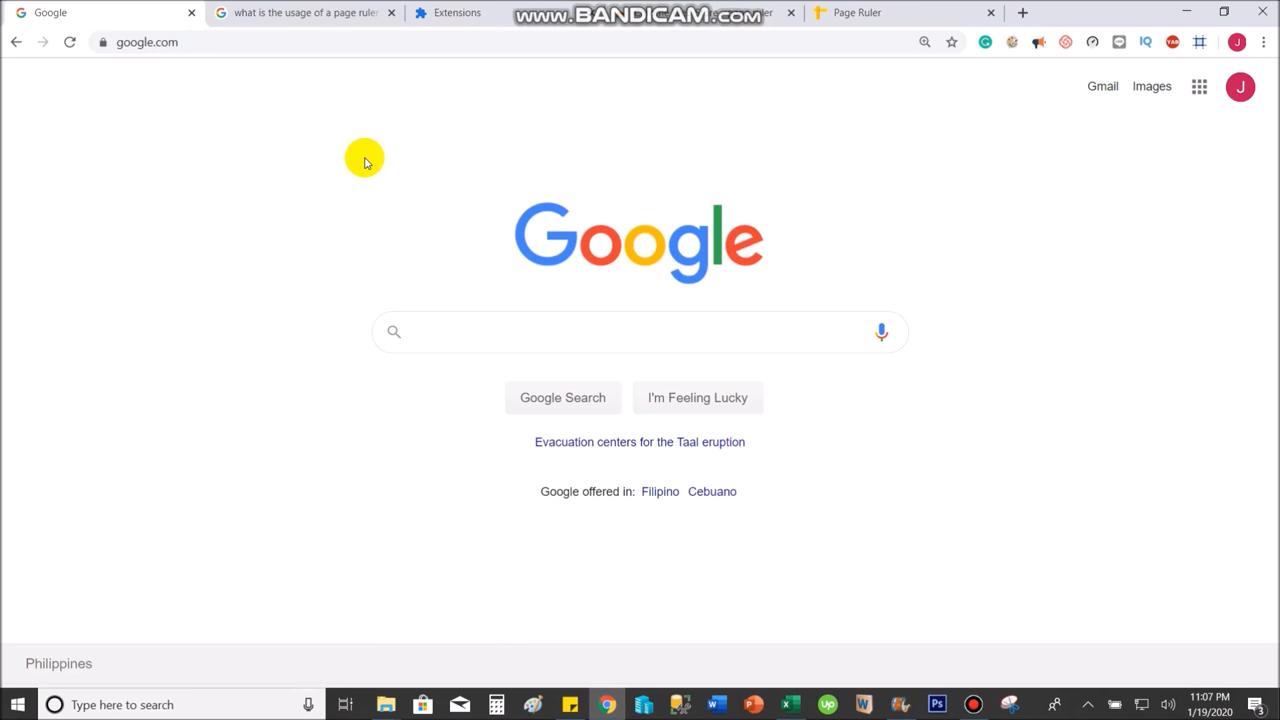 Google
what is the usage of a page ruler
Extensions
www.BANDICAM.com
Page Ruler
google.com
Gmail
Images
J
Google
Google Search
I'm Feeling Lucky
Evacuation centers for the Taal eruption
Google offered in: Filipino Cebuano
Philippines
Type here to search
11:07 PM
1/19/2020